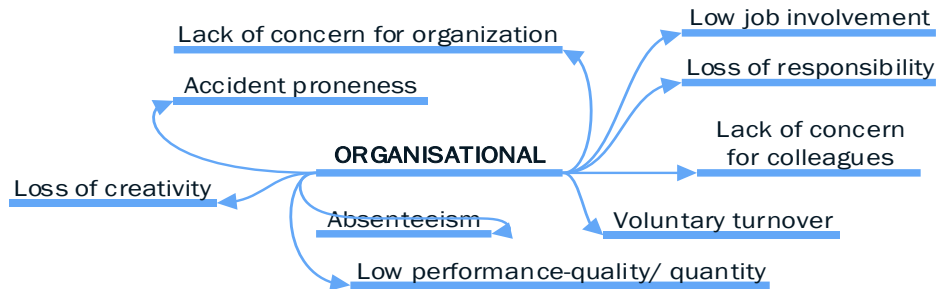 Low job involvement
Lack of concern for organization
Loss of responsibility
Accident proneness
Lack of concern
for colleagues
ORGANISATIONAL
Loss of creativity
Absenteeism
Voluntary turnover
Low performance-quality/ quantity